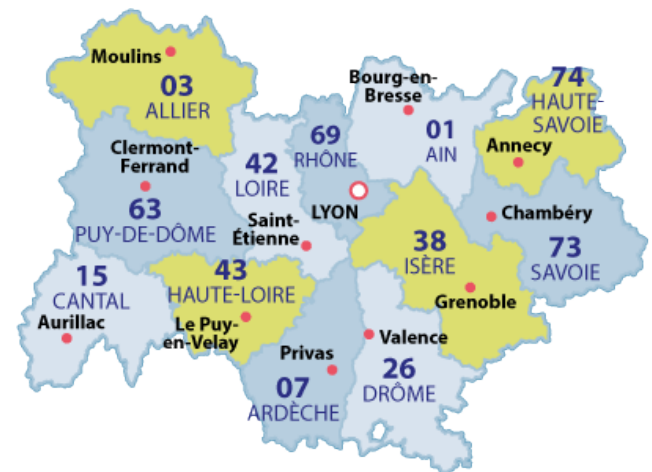 Moulins
03
ALLIER
Bourg-en-
Bresse
74
HAUTE-
SAVOIE
69
RHÔNE
01
AIN
Annecy
Clermont-
Ferrand
42
LOIRE
LYON
63
PUY-DE-DÔME
Saint-
Étienne
Chambéry
38
ISÈRE
73
SAVOIE
15
CANTAL
Aurillac
43
HAUTE-LOIRE
Le Puy-
en-Velay
Grenoble
Privas
Valence
07
ARDÈCHE
26
DRÔME